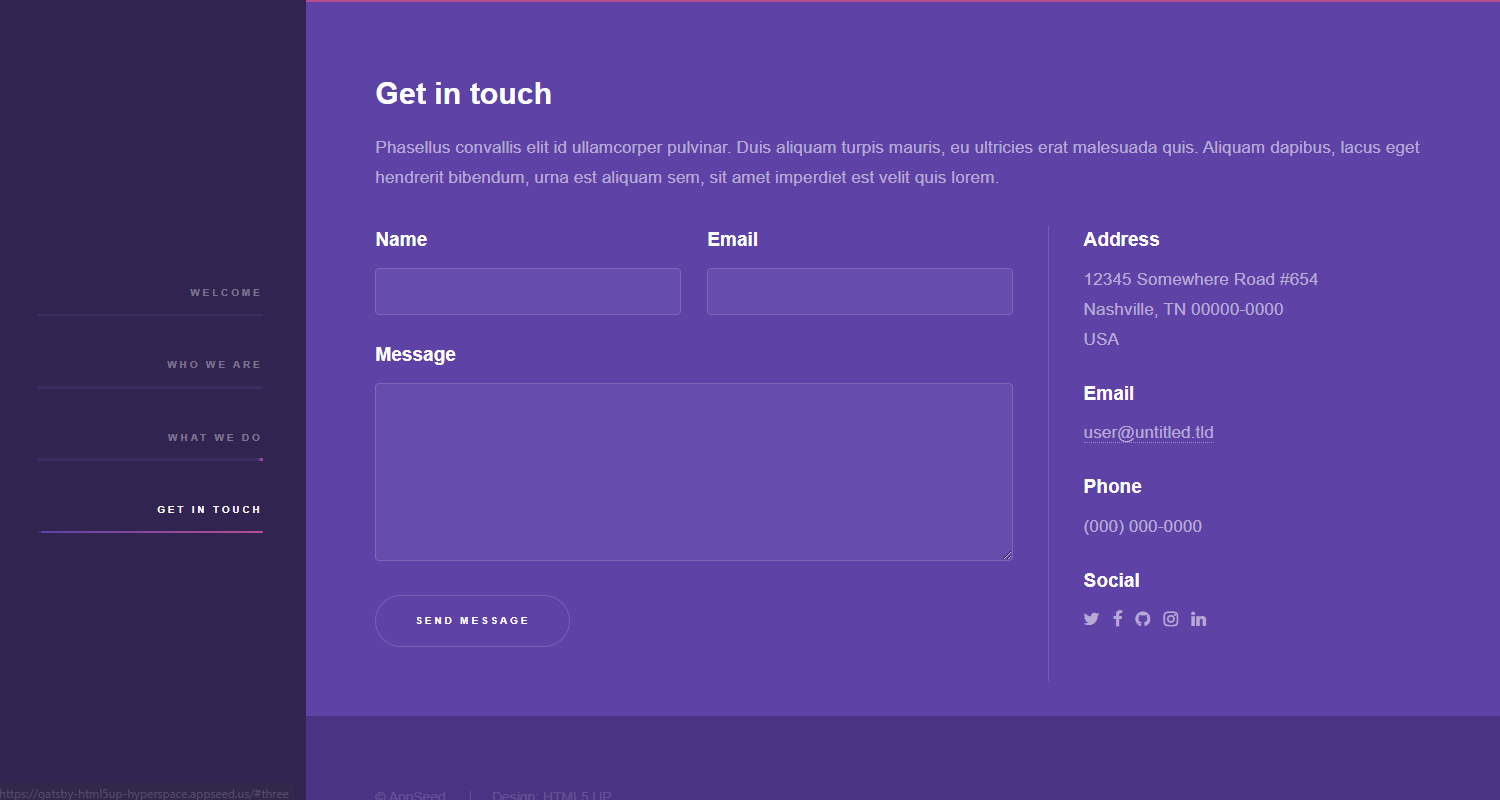 WELCOME
WHO WE ARE
WHAT WE DO
GET IN TOUCH
Get in touch
Phasellus convallis elit id ullamcorper pulvinar. Duis aliquam turpis mauris, eu ultricies erat malesuada quis. Aliquam dapibus, lacus eget
hendrerit bibendum, urna est aliquam sem, sit amet imperdiet est velit quis lorem.
Name
Email
Message
SEND MESSAGE
Address
12345 Somewhere Road #654
Nashville, TN 00000-0000
USA
Email
user@untitled.tld
Phone
(000) 000-0000
Social
© AppSeed
Design: HTML5 UP
https://gatsby-html5up-hyperspace.appseed.us/#three